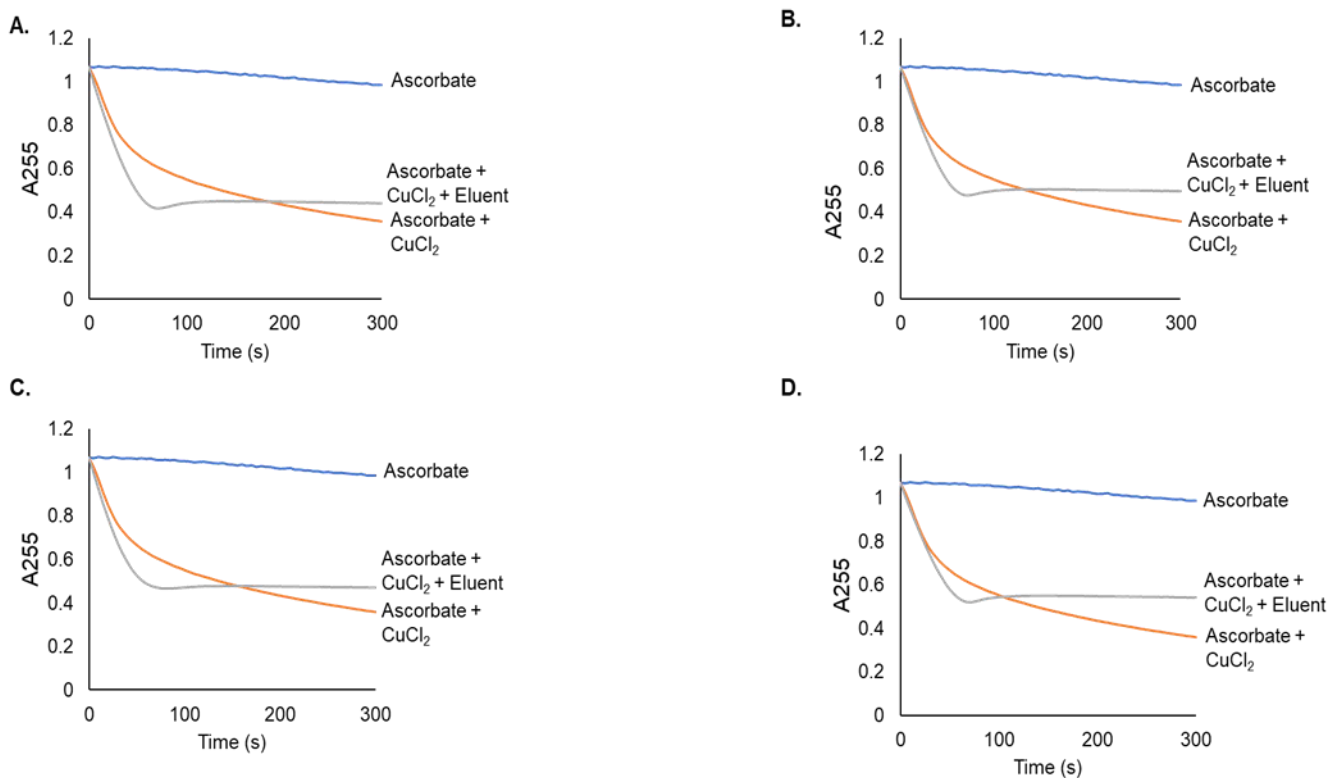 A.
1.2
1
0.8
0.6
0.4
0.2
0
A255
0 100 200 300
Time (s)
Ascorbate
Ascorbate +
CuCl₂ + Eluent
Ascorbate +
CuCl₂
B.
1.2
1
0.8
0.6
0.4
0.2
0
A255
0 100 200 300
Time (s)
Ascorbate
Ascorbate +
CuCl₂ + Eluent
Ascorbate +
CuCl₂
C.
1.2
1
0.8
0.6
0.4
0.2
0
A255
0 100 200 300
Time (s)
Ascorbate
Ascorbate +
CuCl₂ + Eluent
Ascorbate +
CuCl₂
D.
1.2
1
0.8
0.6
0.4
0.2
0
A255
0 100 200 300
Time (s)
Ascorbate
Ascorbate +
CuCl₂ + Eluent
Ascorbate +
CuCl₂